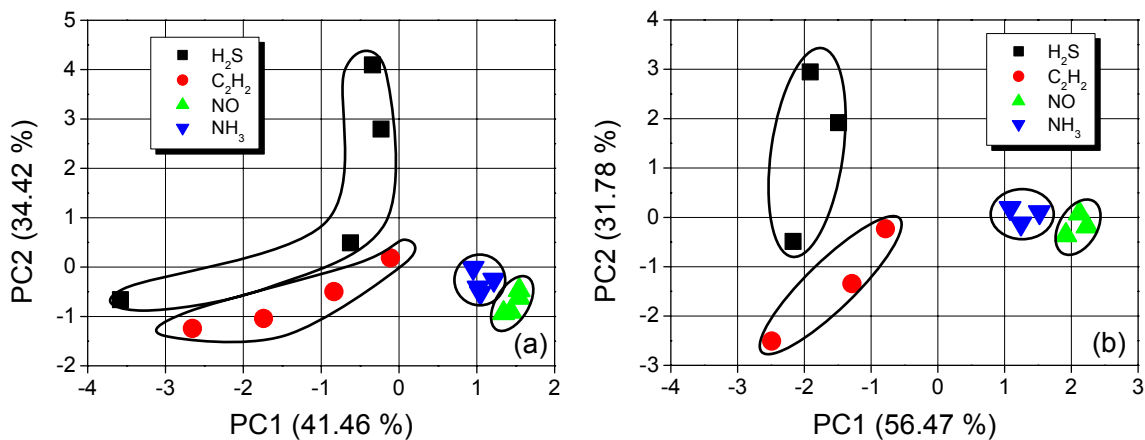 5
4
3
2
1
0
-1
-2
-4
-3
-2
-1
0
1
2
PC2 (34.42 %)
PC1 (41.46 %)
H₂S
C₂H₂
NO
NH₃
(a)
4
3
2
1
0
-1
-2
-3
-4
-3
-2
-1
0
1
2
3
PC2 (31.78 %)
PC1 (56.47 %)
H₂S
C₂H₂
NO
NH₃
(b)